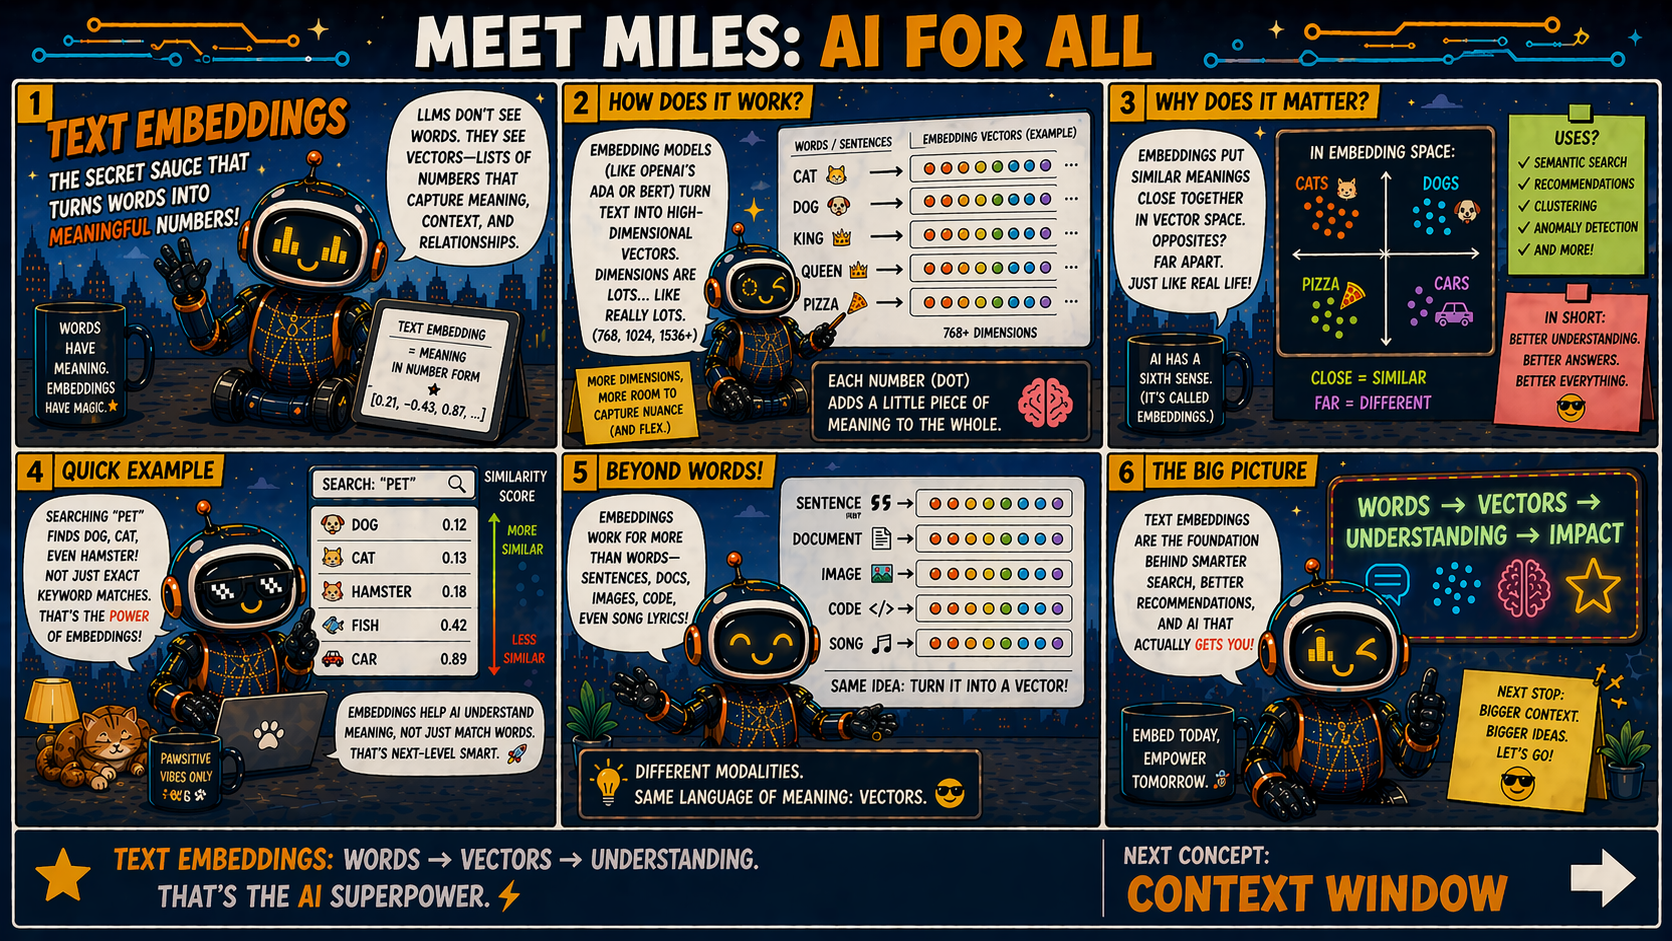 MEET MILES: AI FOR ALL
1
TEXT EMBEDDINGS
THE SECRET SAUCE THAT
TURNS WORDS INTO
MEANINGFUL NUMBERS!
LLMS DON'T SEE
WORDS. THEY SEE
VECTORS—LISTS OF
NUMBERS THAT
CAPTURE MEANING,
CONTEXT, AND
RELATIONSHIPS.
WORDS
HAVE
MEANING.
EMBEDDINGS
HAVE MAGIC.
TEXT EMBEDDING
= MEANING
IN NUMBER FORM
[0.21, -0.43, 0.87, ...]
2 HOW DOES IT WORK?
EMBEDDING MODELS
(LIKE OPENAI'S
ADA OR BERT) TURN
TEXT INTO HIGH-
DIMENSIONAL
VECTORS.
DIMENSIONS ARE
LOTS... LIKE
REALLY LOTS.
(768, 1024, 1536+)
WORDS / SENTENCES EMBEDDING VECTORS (EXAMPLE)
CAT → ...
DOG → ...
KING → ...
QUEEN → ...
PIZZA → ...
768+ DIMENSIONS
MORE DIMENSIONS,
MORE ROOM TO
CAPTURE NUANCE
(AND FLEX.)
EACH NUMBER (DOT)
ADDS A LITTLE PIECE OF
MEANING TO THE WHOLE.
3 WHY DOES IT MATTER?
EMBEDDINGS PUT
SIMILAR MEANINGS
CLOSE TOGETHER
IN VECTOR SPACE.
OPPOSITES?
FAR APART.
JUST LIKE REAL LIFE!
AI HAS A
SIXTH SENSE.
(IT'S CALLED
EMBEDDINGS.)
IN EMBEDDING SPACE:
CATS DOGS
PIZZA CARS
CLOSE = SIMILAR
FAR = DIFFERENT
USES?
✓ SEMANTIC SEARCH
✓ RECOMMENDATIONS
✓ CLUSTERING
✓ ANOMALY DETECTION
✓ AND MORE!
IN SHORT:
BETTER UNDERSTANDING.
BETTER ANSWERS.
BETTER EVERYTHING.
4 QUICK EXAMPLE
SEARCHING "PET"
FINDS DOG, CAT,
EVEN HAMSTER!
NOT JUST EXACT
KEYWORD MATCHES.
THAT'S THE POWER
OF EMBEDDINGS!
SEARCH: "PET"
DOG 0.12
CAT 0.13
HAMSTER 0.18
FISH 0.42
CAR 0.89
SIMILARITY
SCORE
MORE
SIMILAR
LESS
SIMILAR
PAWSITIVE
VIBES ONLY
EMBEDDINGS HELP AI UNDERSTAND
MEANING, NOT JUST MATCH WORDS.
THAT'S NEXT-LEVEL SMART.
5 BEYOND WORDS!
EMBEDDINGS
WORK FOR MORE
THAN WORDS—
SENTENCES, DOCS,
IMAGES, CODE,
EVEN SONG LYRICS!
SENTENCE →
DOCUMENT →
IMAGE →
CODE </> →
SONG →
SAME IDEA: TURN IT INTO A VECTOR!
DIFFERENT MODALITIES.
SAME LANGUAGE OF MEANING: VECTORS.
6 THE BIG PICTURE
TEXT EMBEDDINGS
ARE THE FOUNDATION
BEHIND SMARTER
SEARCH, BETTER
RECOMMENDATIONS,
AND AI THAT
ACTUALLY GETS YOU!
WORDS → VECTORS →
UNDERSTANDING → IMPACT
EMBED TODAY,
EMPOWER
TOMORROW.
NEXT STOP:
BIGGER CONTEXT.
BIGGER IDEAS.
LET'S GO!
TEXT EMBEDDINGS: WORDS → VECTORS → UNDERSTANDING.
THAT'S THE AI SUPERPOWER.
NEXT CONCEPT:
CONTEXT WINDOW